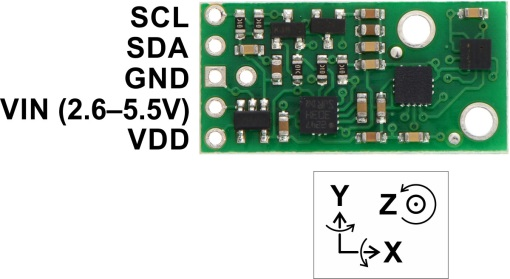 SCL
SDA
GND
VIN (2.6–5.5V)
VDD
Y
Z
X